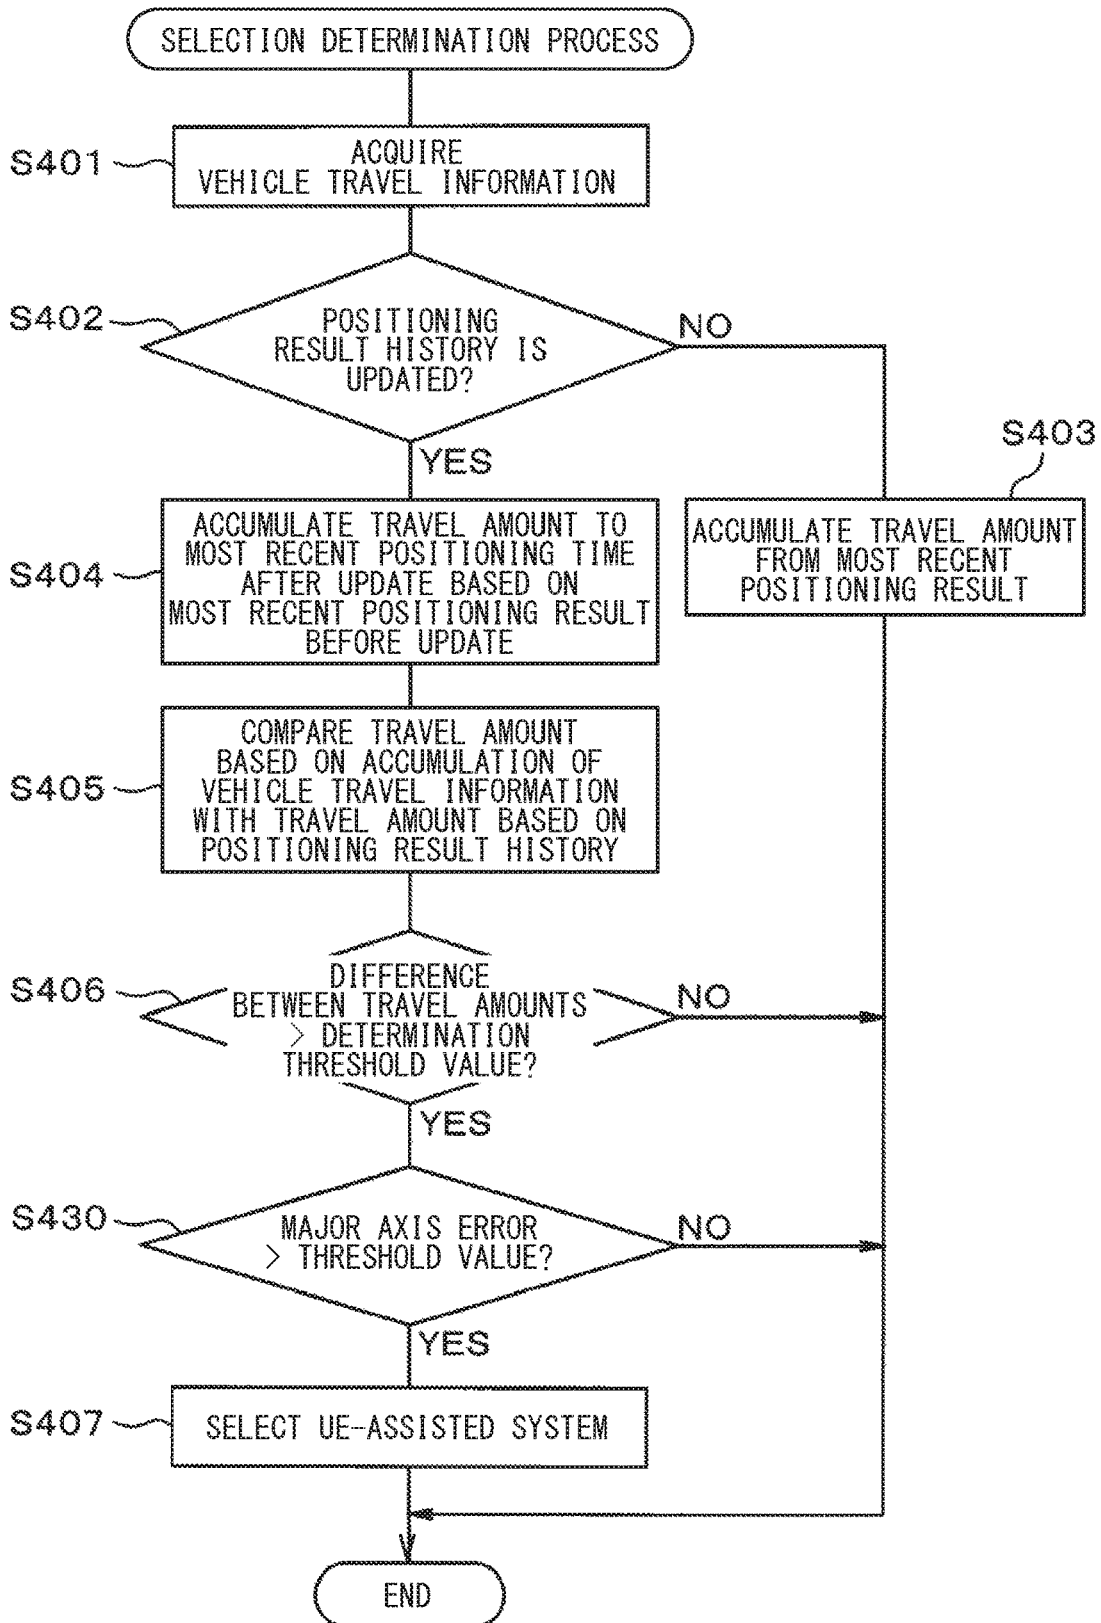 SELECTION DETERMINATION PROCESS
S401
ACQUIRE
VEHICLE TRAVEL INFORMATION
S402
POSITIONING
RESULT HISTORY IS
UPDATED?
NO
YES
S403
ACCUMULATE TRAVEL AMOUNT
FROM MOST RECENT
POSITIONING RESULT
S404
ACCUMULATE TRAVEL AMOUNT TO
MOST RECENT POSITIONING TIME
AFTER UPDATE BASED ON
MOST RECENT POSITIONING RESULT
BEFORE UPDATE
S405
COMPARE TRAVEL AMOUNT
BASED ON ACCUMULATION OF
VEHICLE TRAVEL INFORMATION
WITH TRAVEL AMOUNT BASED ON
POSITIONING RESULT HISTORY
S406
DIFFERENCE
BETWEEN TRAVEL AMOUNTS
> DETERMINATION
THRESHOLD VALUE?
NO
YES
S430
MAJOR AXIS ERROR
> THRESHOLD VALUE?
NO
YES
S407
SELECT UE-ASSISTED SYSTEM
END